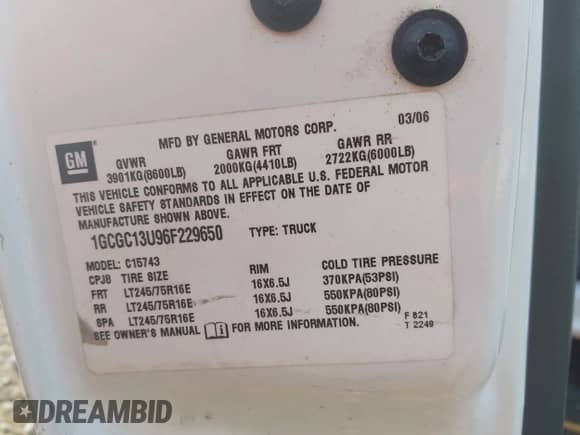 MFD BY GENERAL MOTORS CORP. 03/06
GM
GVWR GAWR FRT GAWR RR
3901KG(8600LB) 2000KG(4410LB) 2722KG(6000LB)
THIS VEHICLE CONFORMS TO ALL APPLICABLE U.S. FEDERAL MOTOR
VEHICLE SAFETY STANDARDS IN EFFECT ON THE DATE OF
MANUFACTURE SHOWN ABOVE.
1GCGC13U96F229650 TYPE: TRUCK
MODEL: C15743
CPJB TIRE SIZE RIM COLD TIRE PRESSURE
FRT LT245/75R16E 16X6.5J 370KPA(53PSI)
RR LT245/75R16E 16X6.5J 550KPA(80PSI)
SPA LT245/75R16E 16X6.5J 550KPA(80PSI)
SEE OWNER'S MANUAL FOR MORE INFORMATION. F 821
T 2249
DREAMBID